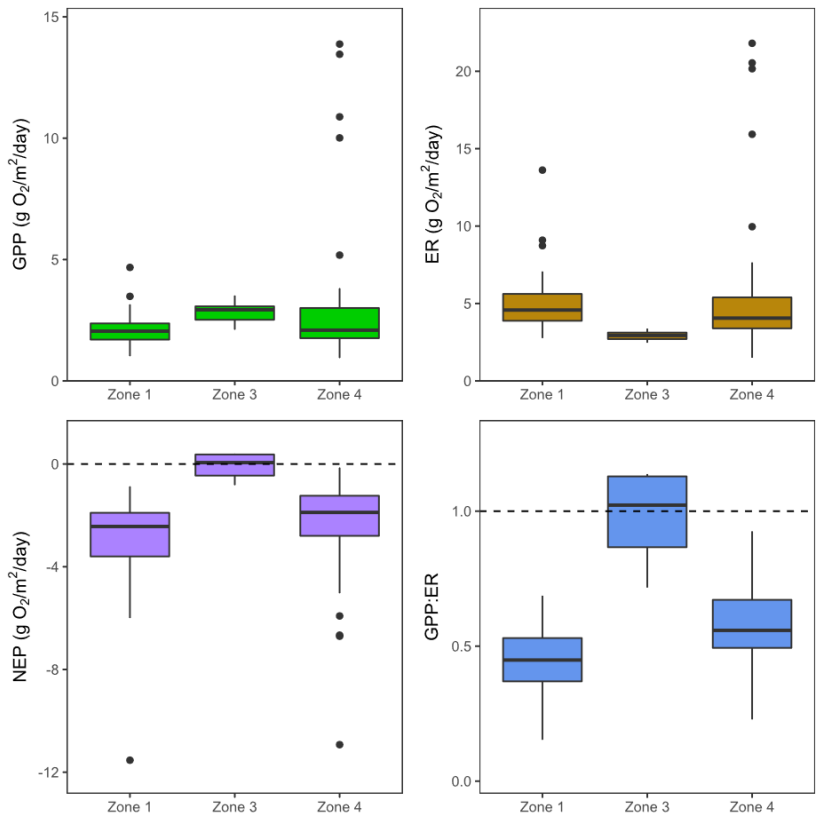 GPP (g O₂/m²/day)
15
10
5
0
Zone 1 Zone 3 Zone 4
ER (g O₂/m²/day)
20
15
10
5
0
Zone 1 Zone 3 Zone 4
NEP (g O₂/m²/day)
0
-4
-8
-12
Zone 1 Zone 3 Zone 4
GPP:ER
1.0
0.5
0.0
Zone 1 Zone 3 Zone 4